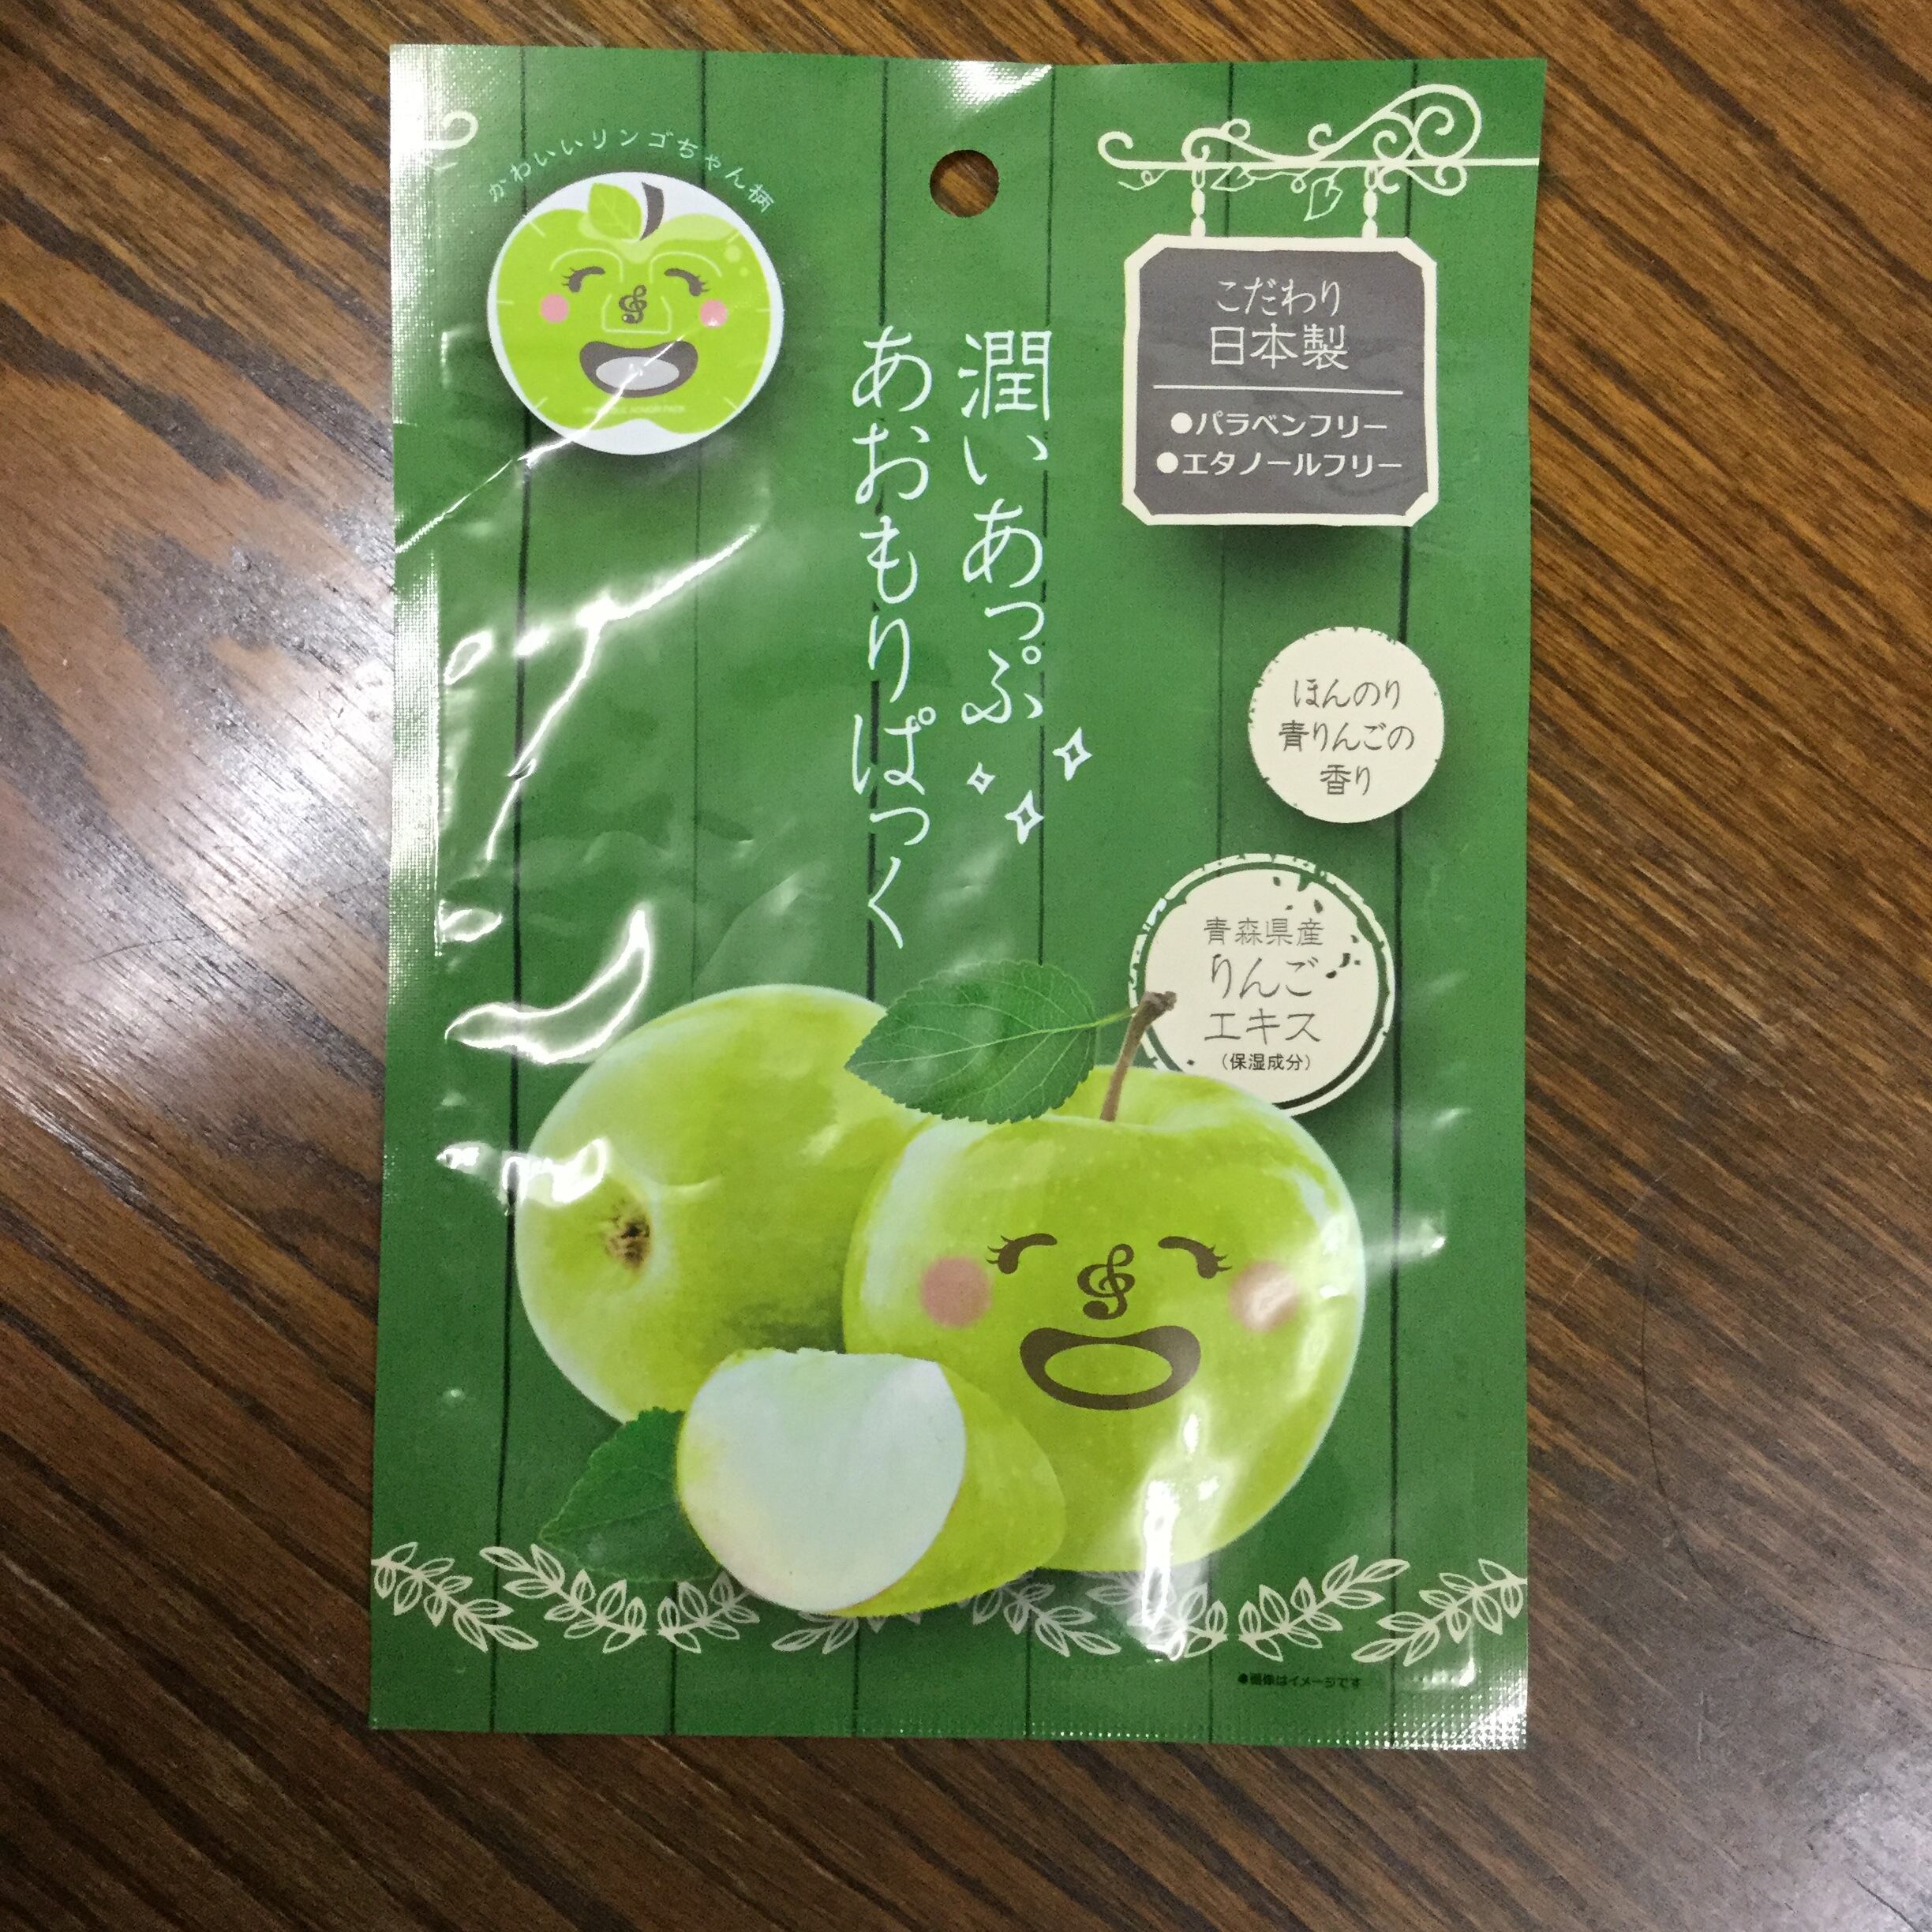 かわいいリンゴちゃん柄
こだわり
日本製
●パラベンフリー
●エタノールフリー
潤いあっぷ
あおもりぱっく
ほんのり
青りんごの
香り
青森県産
りんご
エキス
(保湿成分)
●画像はイメージです